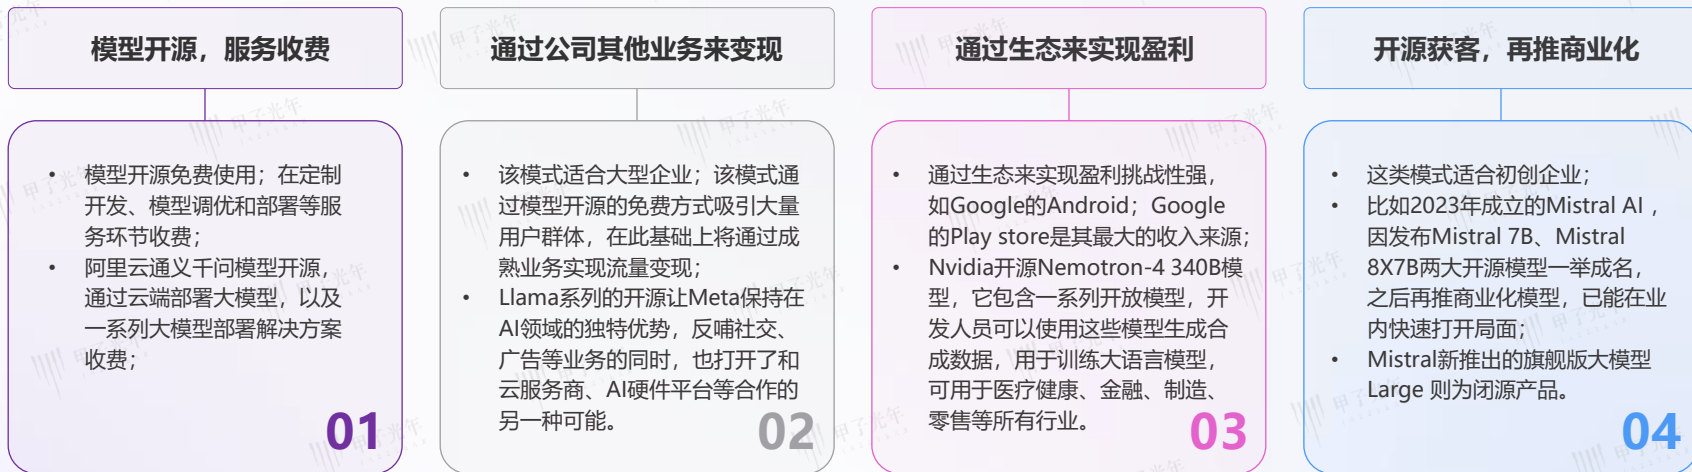 模型开源，服务收费
• 模型开源免费使用；在定制
开发、模型调优和部署等服
务环节收费；
• 阿里云通义千问模型开源，
通过云端部署大模型，以及
一系列大模型部署解决方案
收费；
01
通过公司其他业务来变现
• 该模式适合大型企业；该模式通
过模型开源的免费方式吸引大量
用户群体，在此基础上将通过成
熟业务实现流量变现；
• Llama系列的开源让Meta保持在
AI领域的独特优势，反哺社交、
广告等业务的同时，也打开了和
云服务商、AI硬件平台等合作的
另一种可能。
02
通过生态来实现盈利
• 通过生态来实现盈利挑战性强，
如Google的Android；Google
的Play store是其最大的收入来源；
• Nvidia开源Nemotron-4 340B模
型，它包含一系列开放模型，开
发人员可以使用这些模型生成合
成数据，用于训练大语言模型，
可用于医疗健康、金融、制造、
零售等所有行业。
03
开源获客，再推商业化
• 这类模式适合初创企业；
• 比如2023年成立的Mistral AI，
因发布Mistral 7B、Mistral
8X7B两大开源模型一举成名，
之后再推商业化模型，已能在业
内快速打开局面；
• Mistral新推出的旗舰版大模型
Large 则为闭源产品。
04
甲子光年